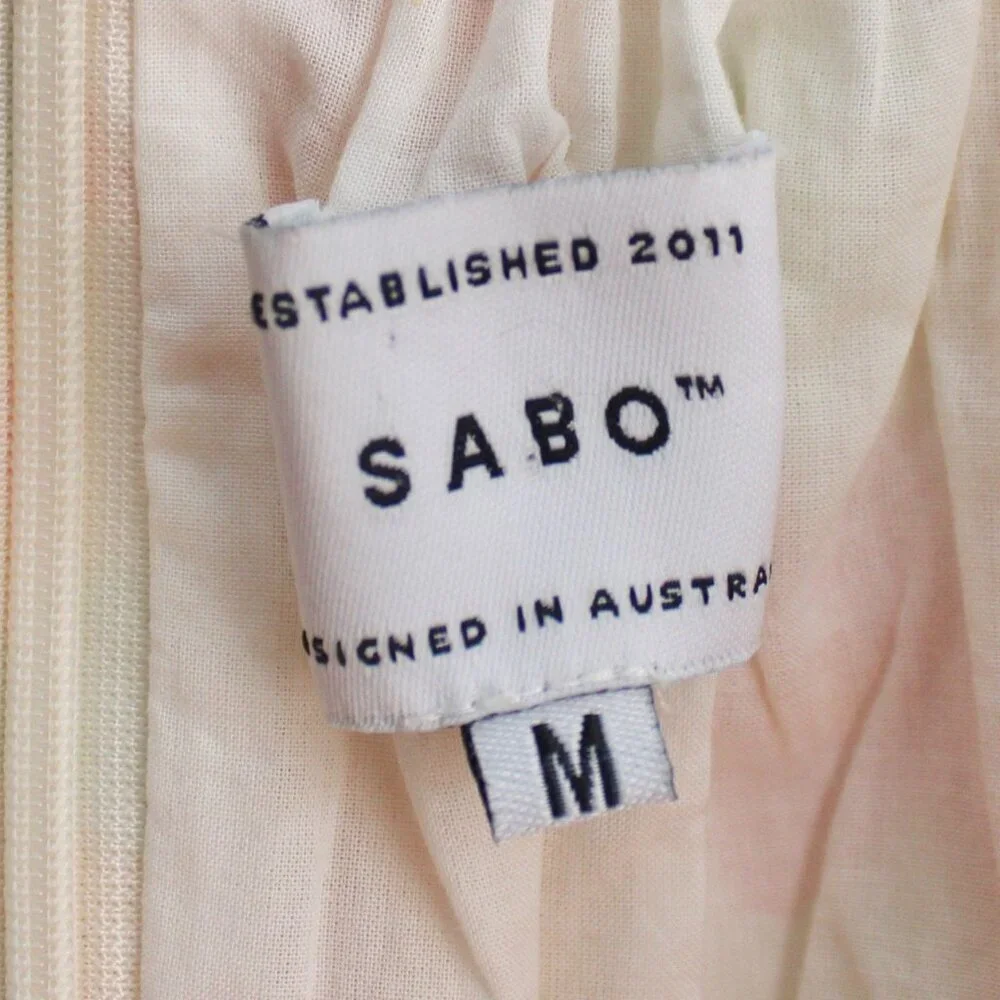 ESTABLISHED 2011
SABO™
SIGNED IN AUSTRA
M